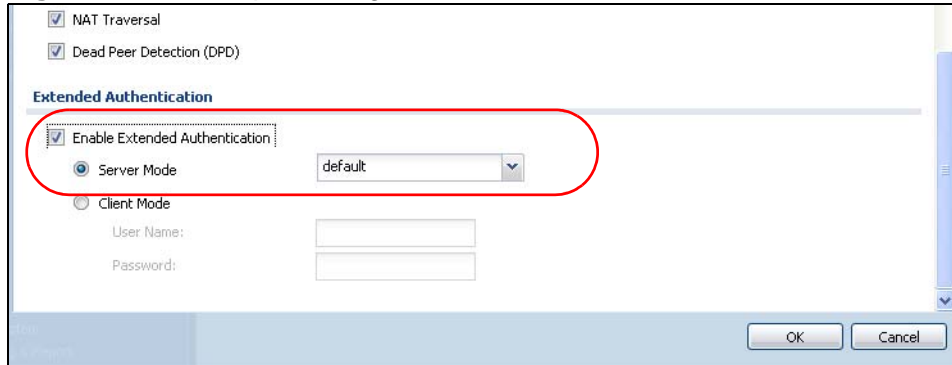 NAT Traversal
Dead Peer Detection (DPD)
Extended Authentication
Enable Extended Authentication
Server Mode default
Client Mode
User Name:
Password:
OK Cancel